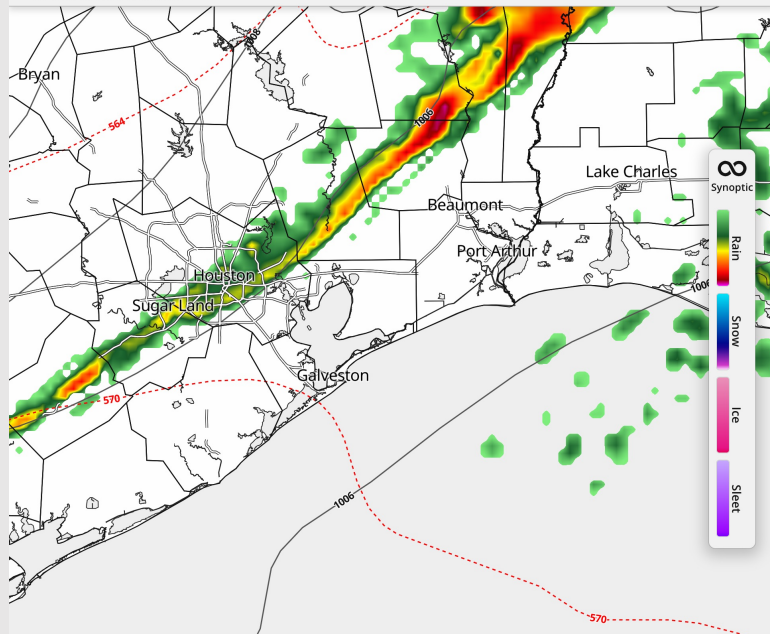 1008
Bryan
564
1006
Lake Charles
Synoptic
Beaumont
Rain
Port Arthur
Houston
1006
Sugar Land
Snow
Galveston
570
Ice
1006
Sleet
570